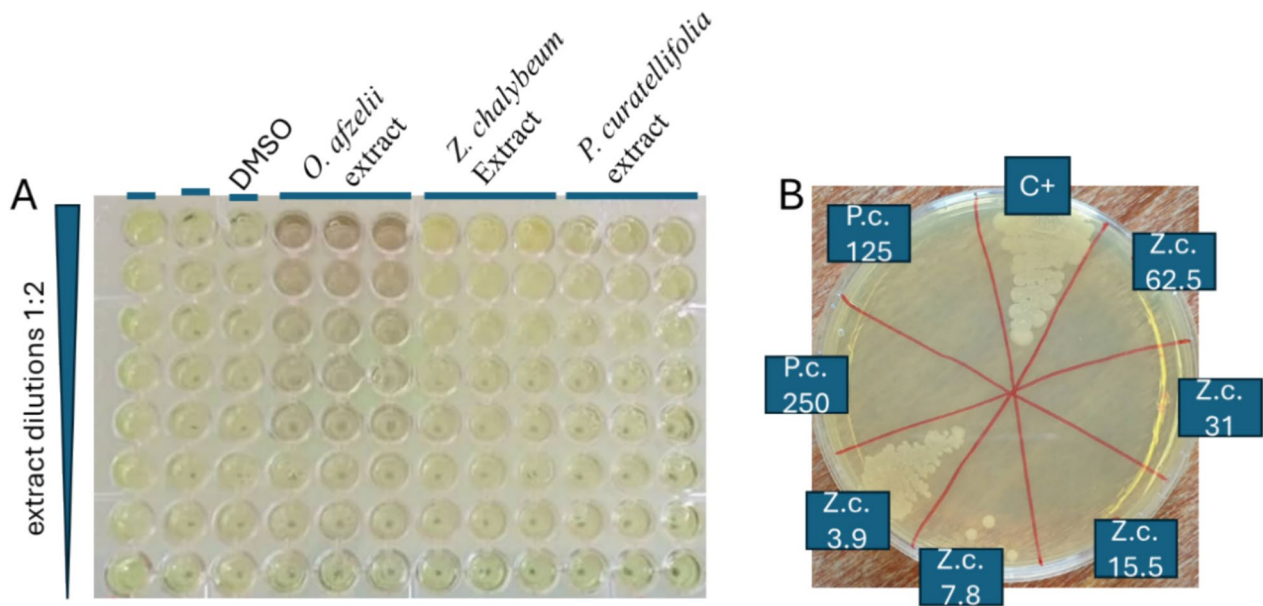 A
extract dilutions 1:2
DMSO
O. afzelii
extract
Z. chalybeum
Extract
P. curatellifolia
extract
B
C+
P.c.
125
Z.c.
62.5
P.c.
250
Z.c.
31
Z.c.
3.9
Z.c.
7.8
Z.c.
15.5